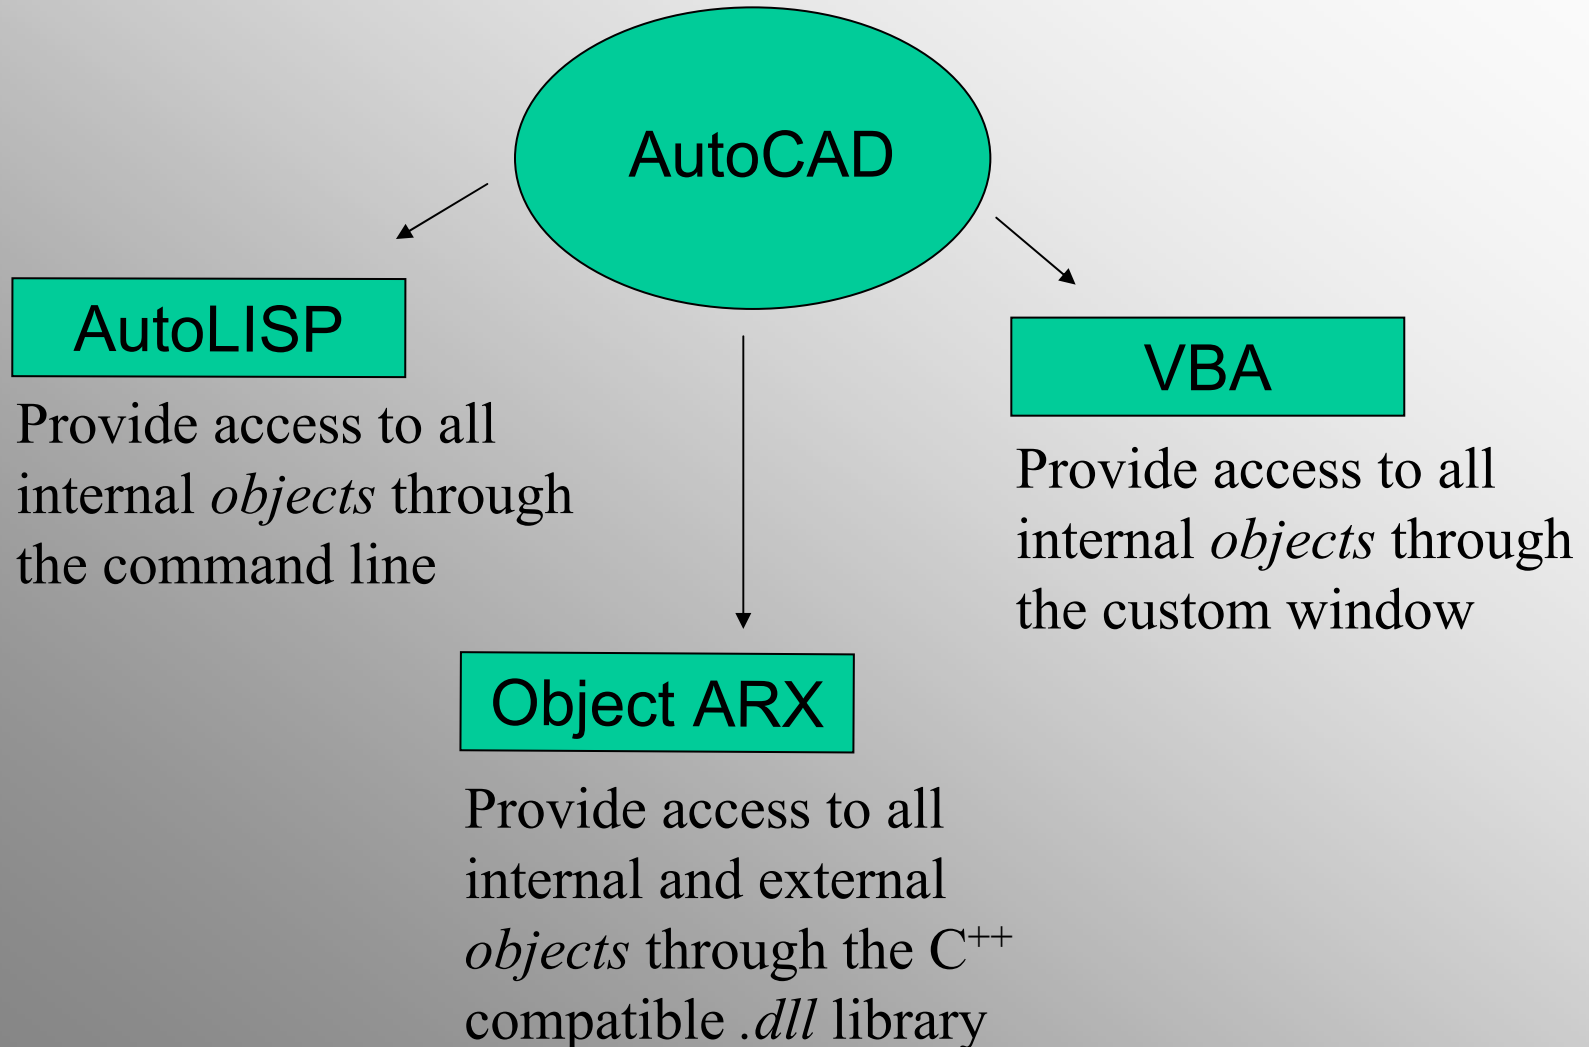 AutoCAD
AutoLISP
Provide access to all
internal objects through
the command line
VBA
Provide access to all
internal objects through
the custom window
Object ARX
Provide access to all
internal and external
objects through the C++
compatible .dll library